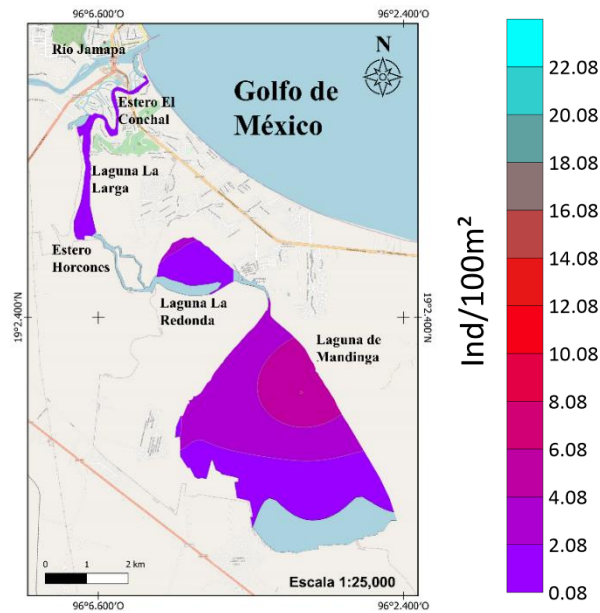 96°6.600'O
96°2.400'O
Río Jamapa
N
Estero El
Conchal
Golfo de
México
Laguna La
Larga
Estero
Horcones
Laguna La
Redonda
19°2.400'N
19°2.400'N
Laguna de
Mandinga
0 1 2 km
Escala 1:25,000
96°6.600'O
96°2.400'O
Ind/100m²
22.08
20.08
18.08
16.08
14.08
12.08
10.08
8.08
6.08
4.08
2.08
0.08